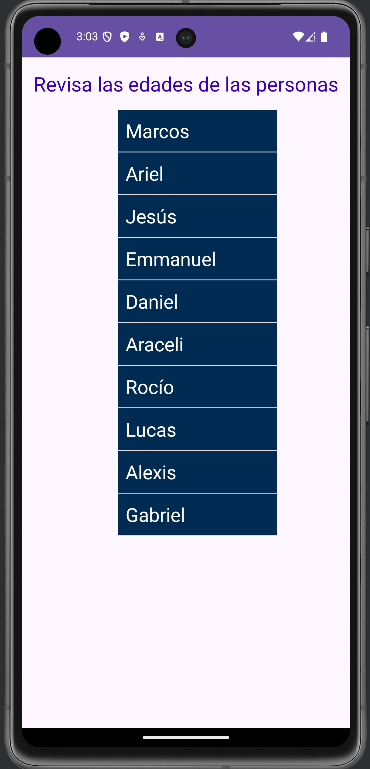 3:03
Revisa las edades de las personas
Marcos
Ariel
Jesús
Emmanuel
Daniel
Araceli
Rocío
Lucas
Alexis
Gabriel